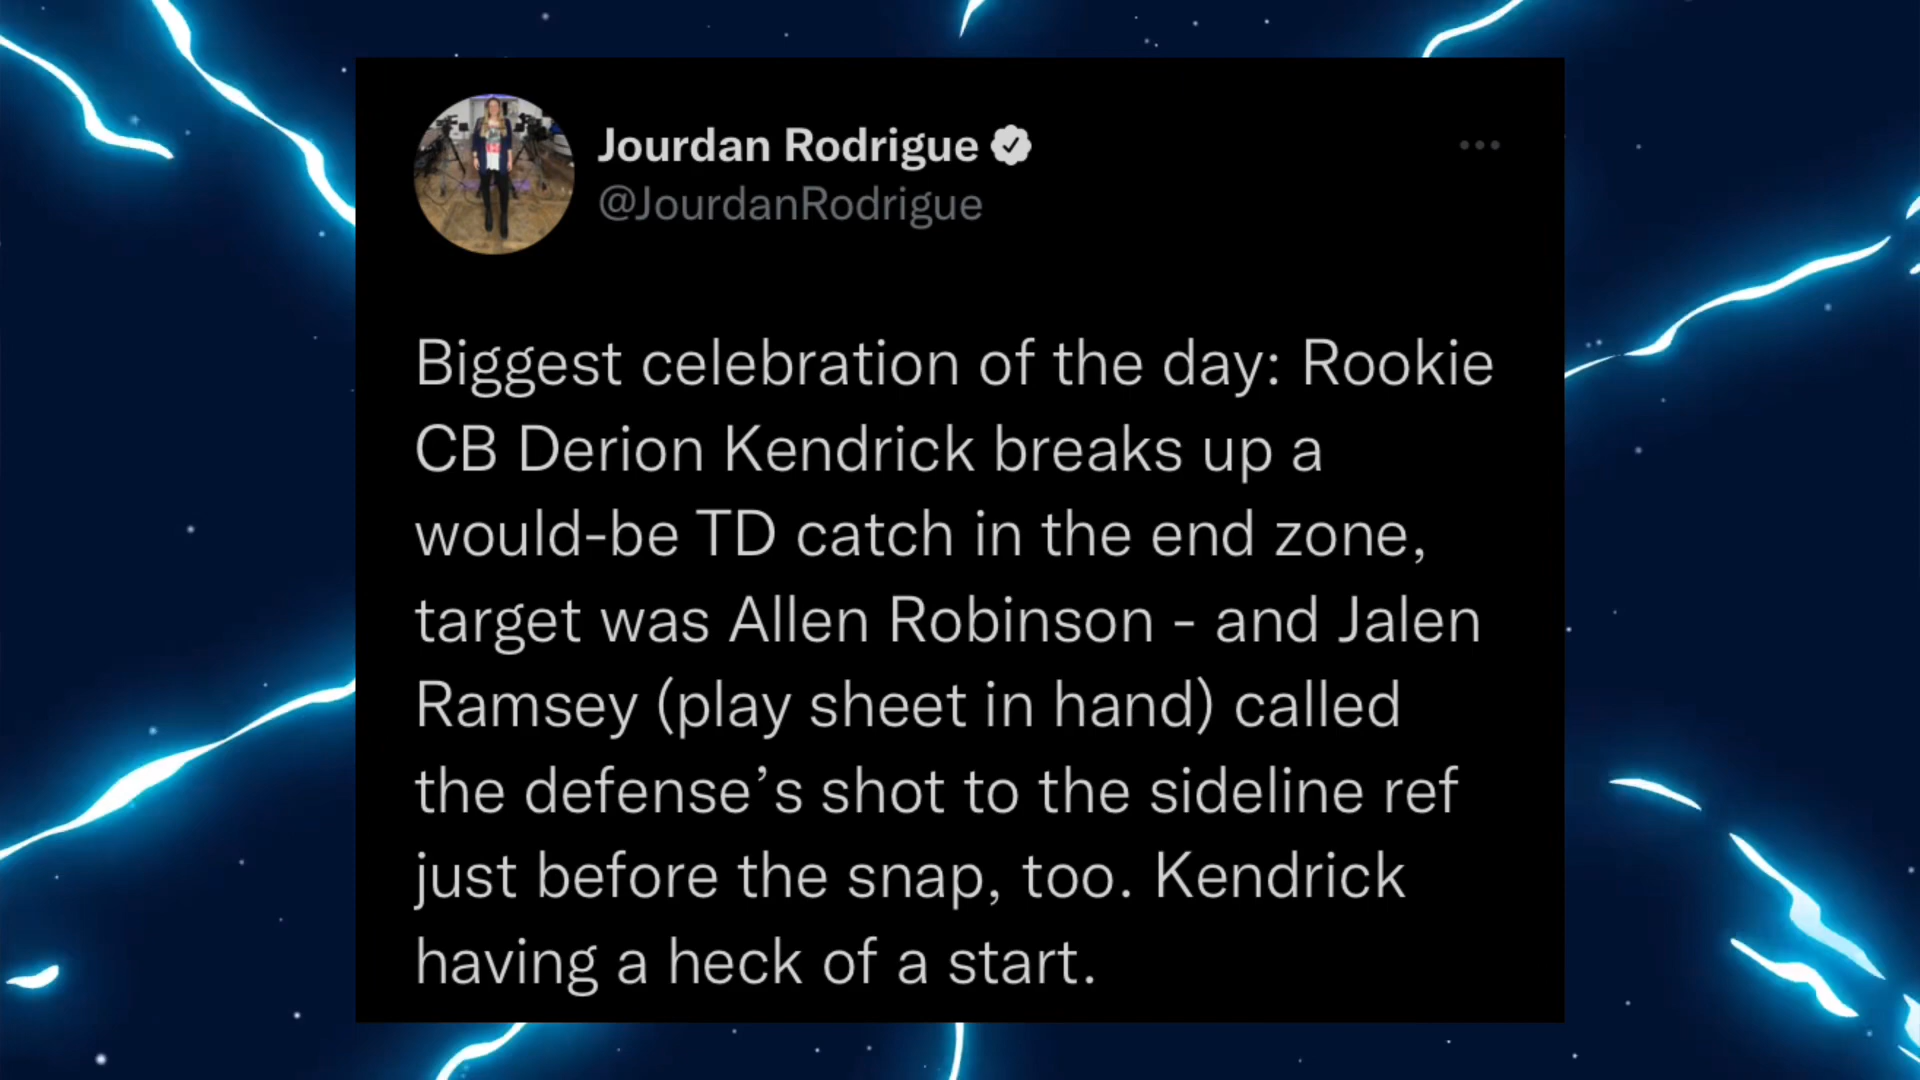 Jourdan Rodrigue
@JourdanRodrigue
Biggest celebration of the day: Rookie
CB Derion Kendrick breaks up a
would-be TD catch in the end zone,
target was Allen Robinson - and Jalen
Ramsey (play sheet in hand) called
the defense’s shot to the sideline ref
just before the snap, too. Kendrick
having a heck of a start.